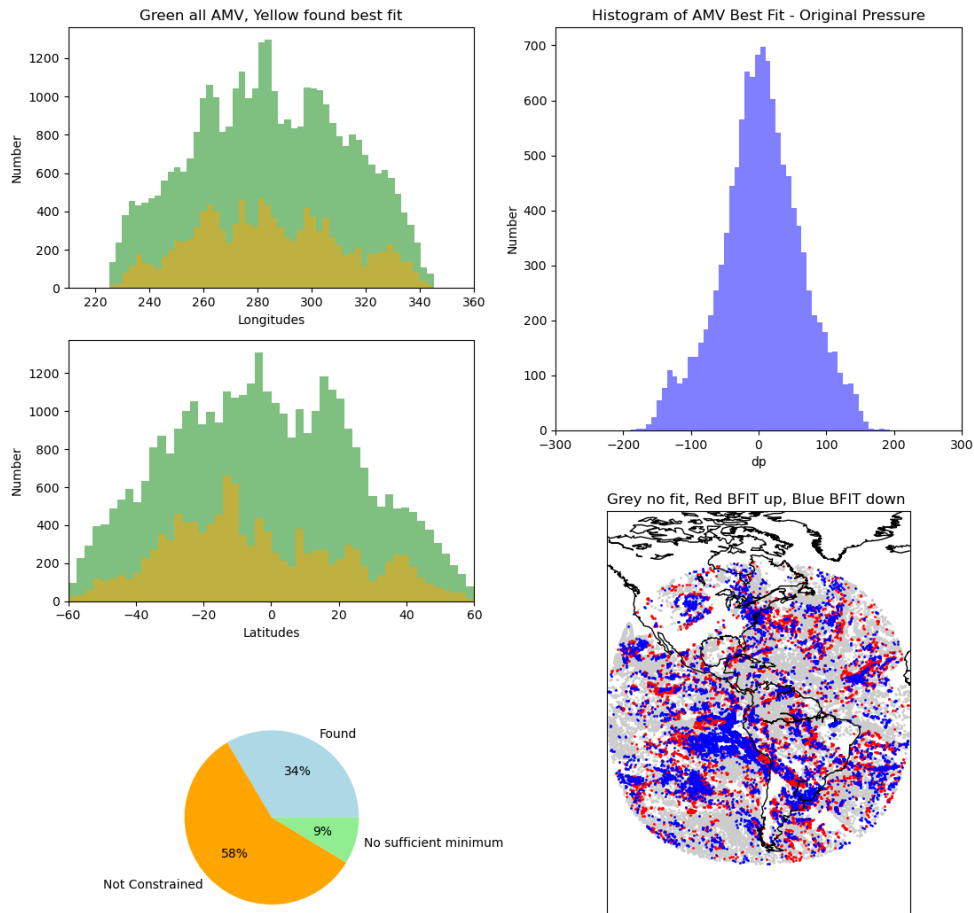 Green all AMV, Yellow found best fit
1200
1000
800
600
400
200
0
Number
220 240 260 280 300 320 340 360
Longitudes
1200
1000
800
600
400
200
0
Number
−60 −40 −20 0 20 40 60
Latitudes
Found
34%
9%
No sufficient minimum
58%
Not Constrained
Histogram of AMV Best Fit - Original Pressure
700
600
500
400
300
200
100
0
Number
−300 −200 −100 0 100 200 300
dp
Grey no fit, Red BFIT up, Blue BFIT down